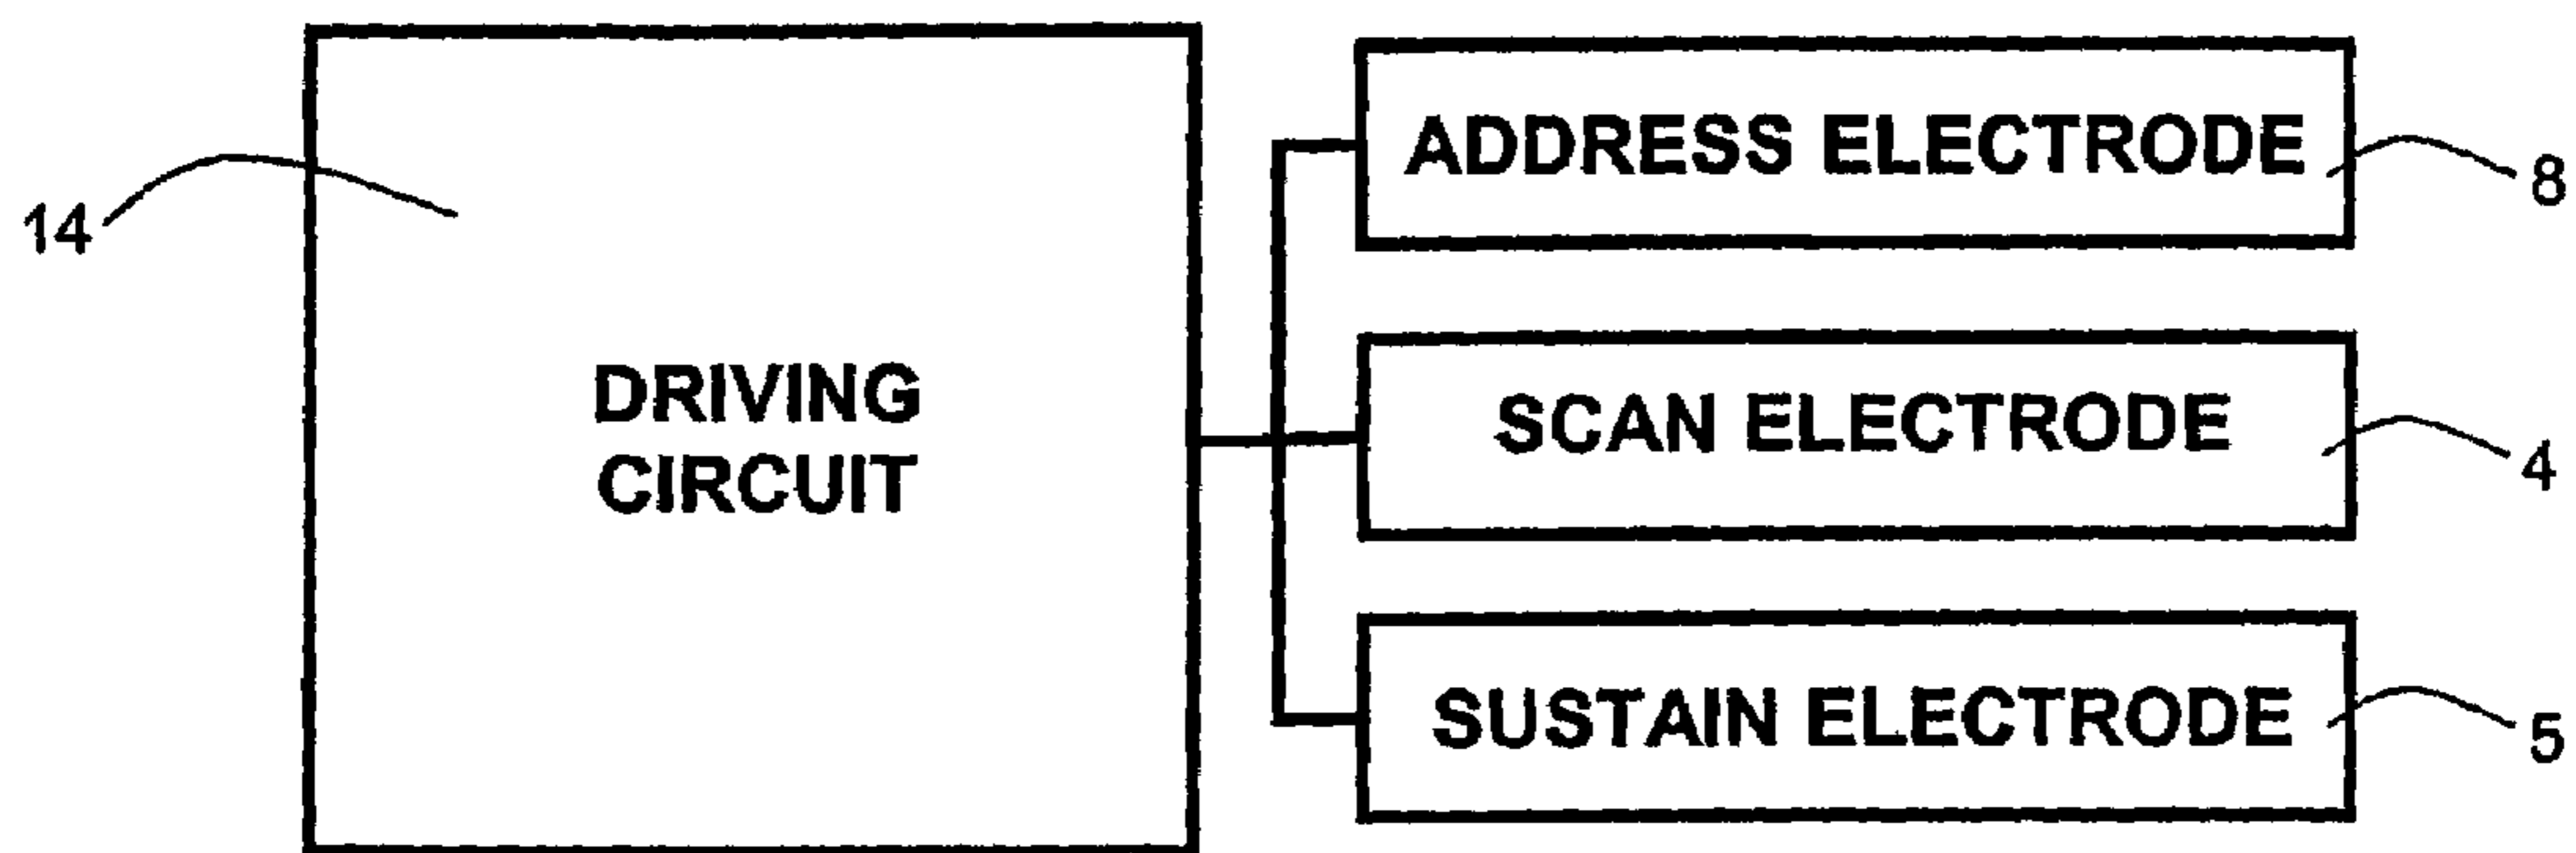 14
DRIVING
CIRCUIT
ADDRESS ELECTRODE
8
SCAN ELECTRODE
4
SUSTAIN ELECTRODE
5